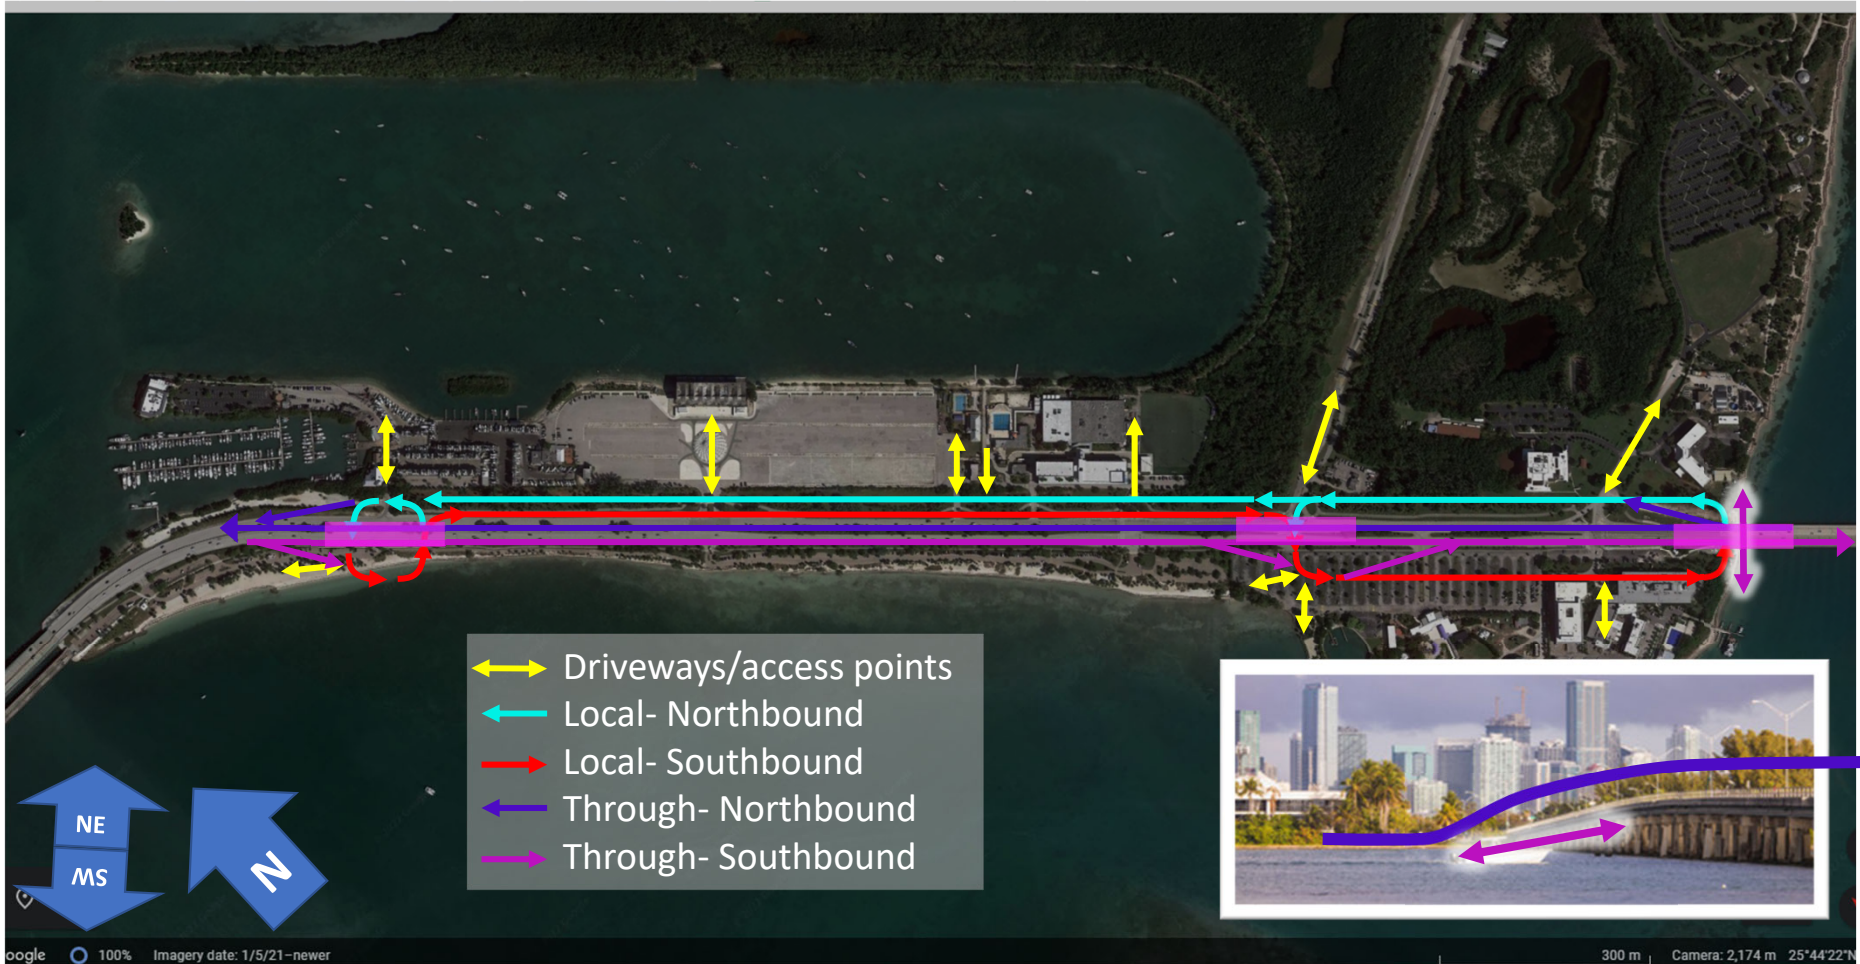 Driveways/access points
Local- Northbound
Local- Southbound
Through- Northbound
Through- Southbound
NE
SW
N
oogle 100% Imagery date: 1/5/21–newer 300 m Camera: 2,174 m 25°44'22"N